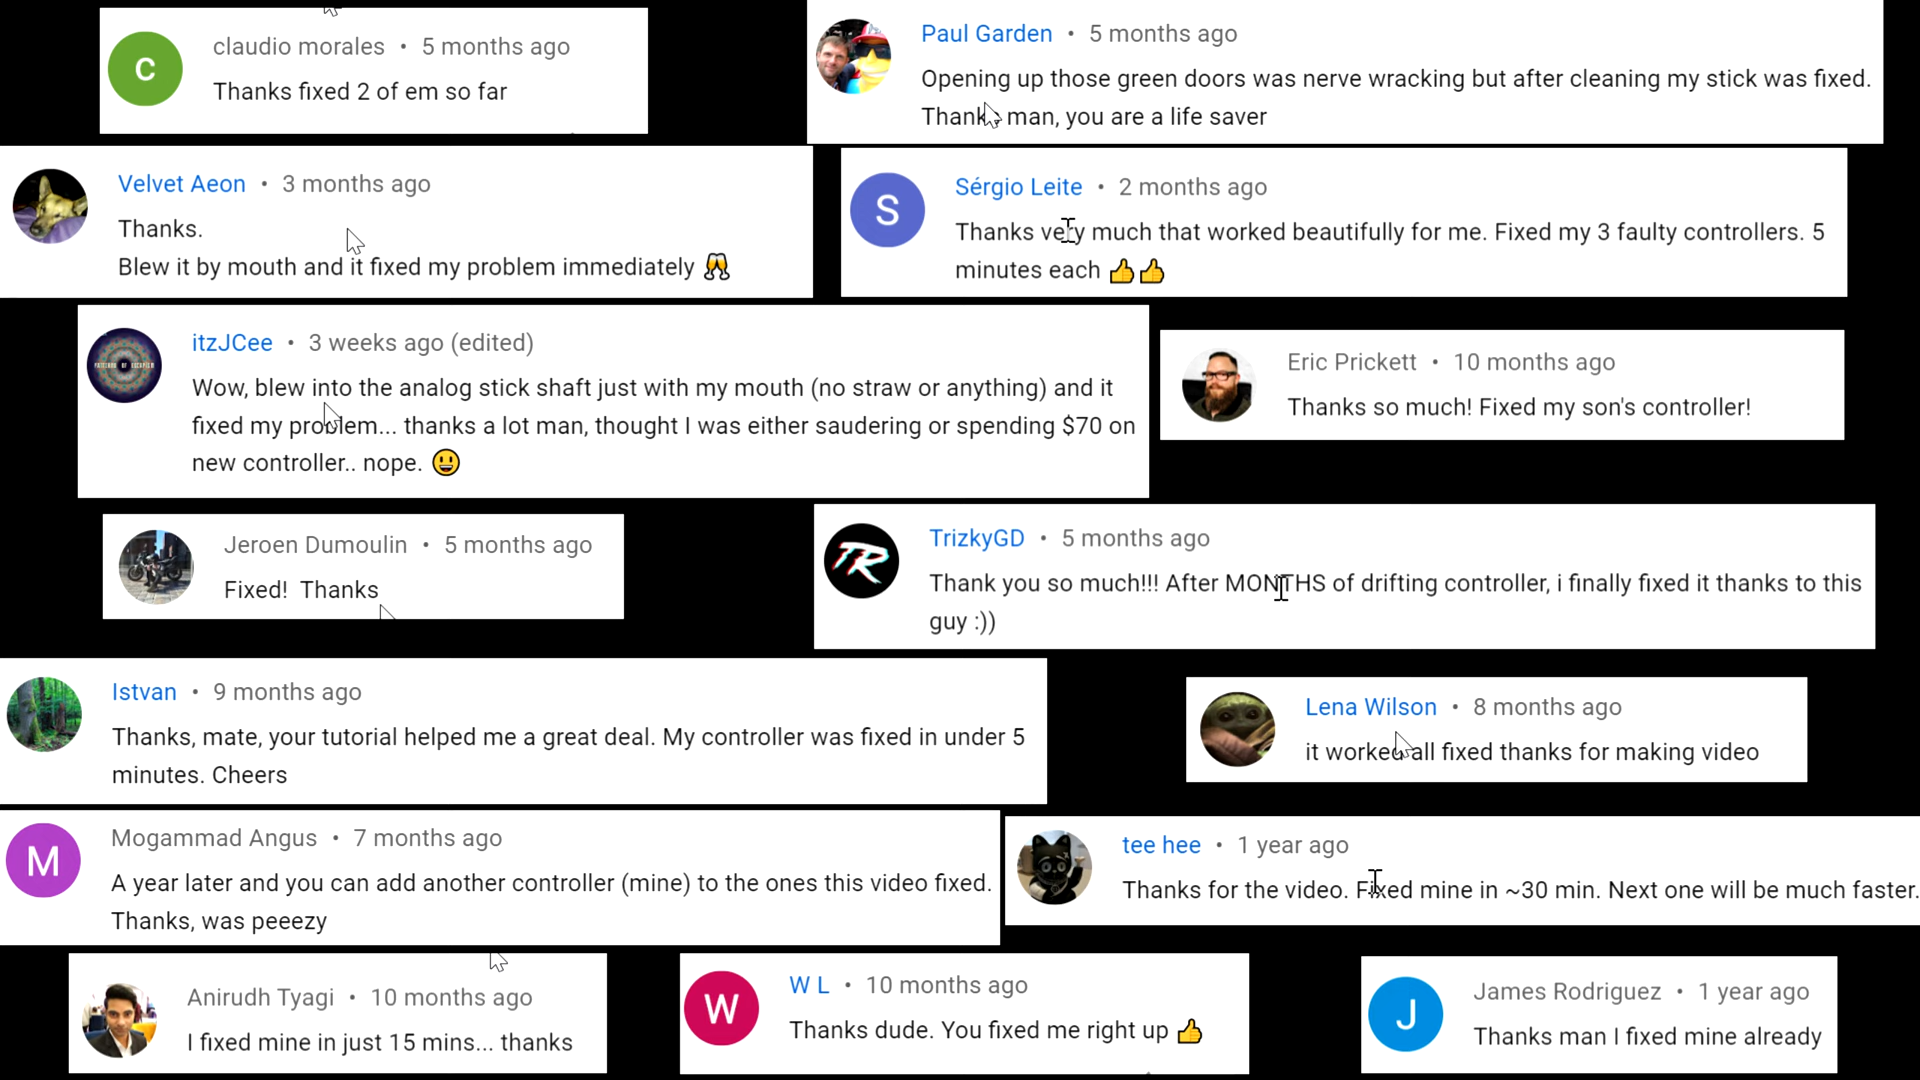 C
claudio morales • 5 months ago
Thanks fixed 2 of em so far
Paul Garden • 5 months ago
Opening up those green doors was nerve wracking but after cleaning my stick was fixed.
Thanks man, you are a life saver
Velvet Aeon • 3 months ago
Thanks.
Blew it by mouth and it fixed my problem immediately 🥂
S
Sérgio Leite • 2 months ago
Thanks very much that worked beautifully for me. Fixed my 3 faulty controllers. 5
minutes each 👍👍
itzJCee • 3 weeks ago (edited)
Wow, blew into the analog stick shaft just with my mouth (no straw or anything) and it
fixed my problem... thanks a lot man, thought I was either saudering or spending $70 on
new controller.. nope. 😃
Eric Prickett • 10 months ago
Thanks so much! Fixed my son's controller!
Jeroen Dumoulin • 5 months ago
Fixed! Thanks
TR
TrizkyGD • 5 months ago
Thank you so much!!! After MONTHS of drifting controller, i finally fixed it thanks to this
guy :))
Istvan • 9 months ago
Thanks, mate, your tutorial helped me a great deal. My controller was fixed in under 5
minutes. Cheers
Lena Wilson • 8 months ago
it worked all fixed thanks for making video
M
Mogammad Angus • 7 months ago
A year later and you can add another controller (mine) to the ones this video fixed.
Thanks, was peeezy
tee hee • 1 year ago
Thanks for the video. Fixed mine in ~30 min. Next one will be much faster.
Anirudh Tyagi • 10 months ago
I fixed mine in just 15 mins... thanks
W
W L • 10 months ago
Thanks dude. You fixed me right up 👍
J
James Rodriguez • 1 year ago
Thanks man I fixed mine already